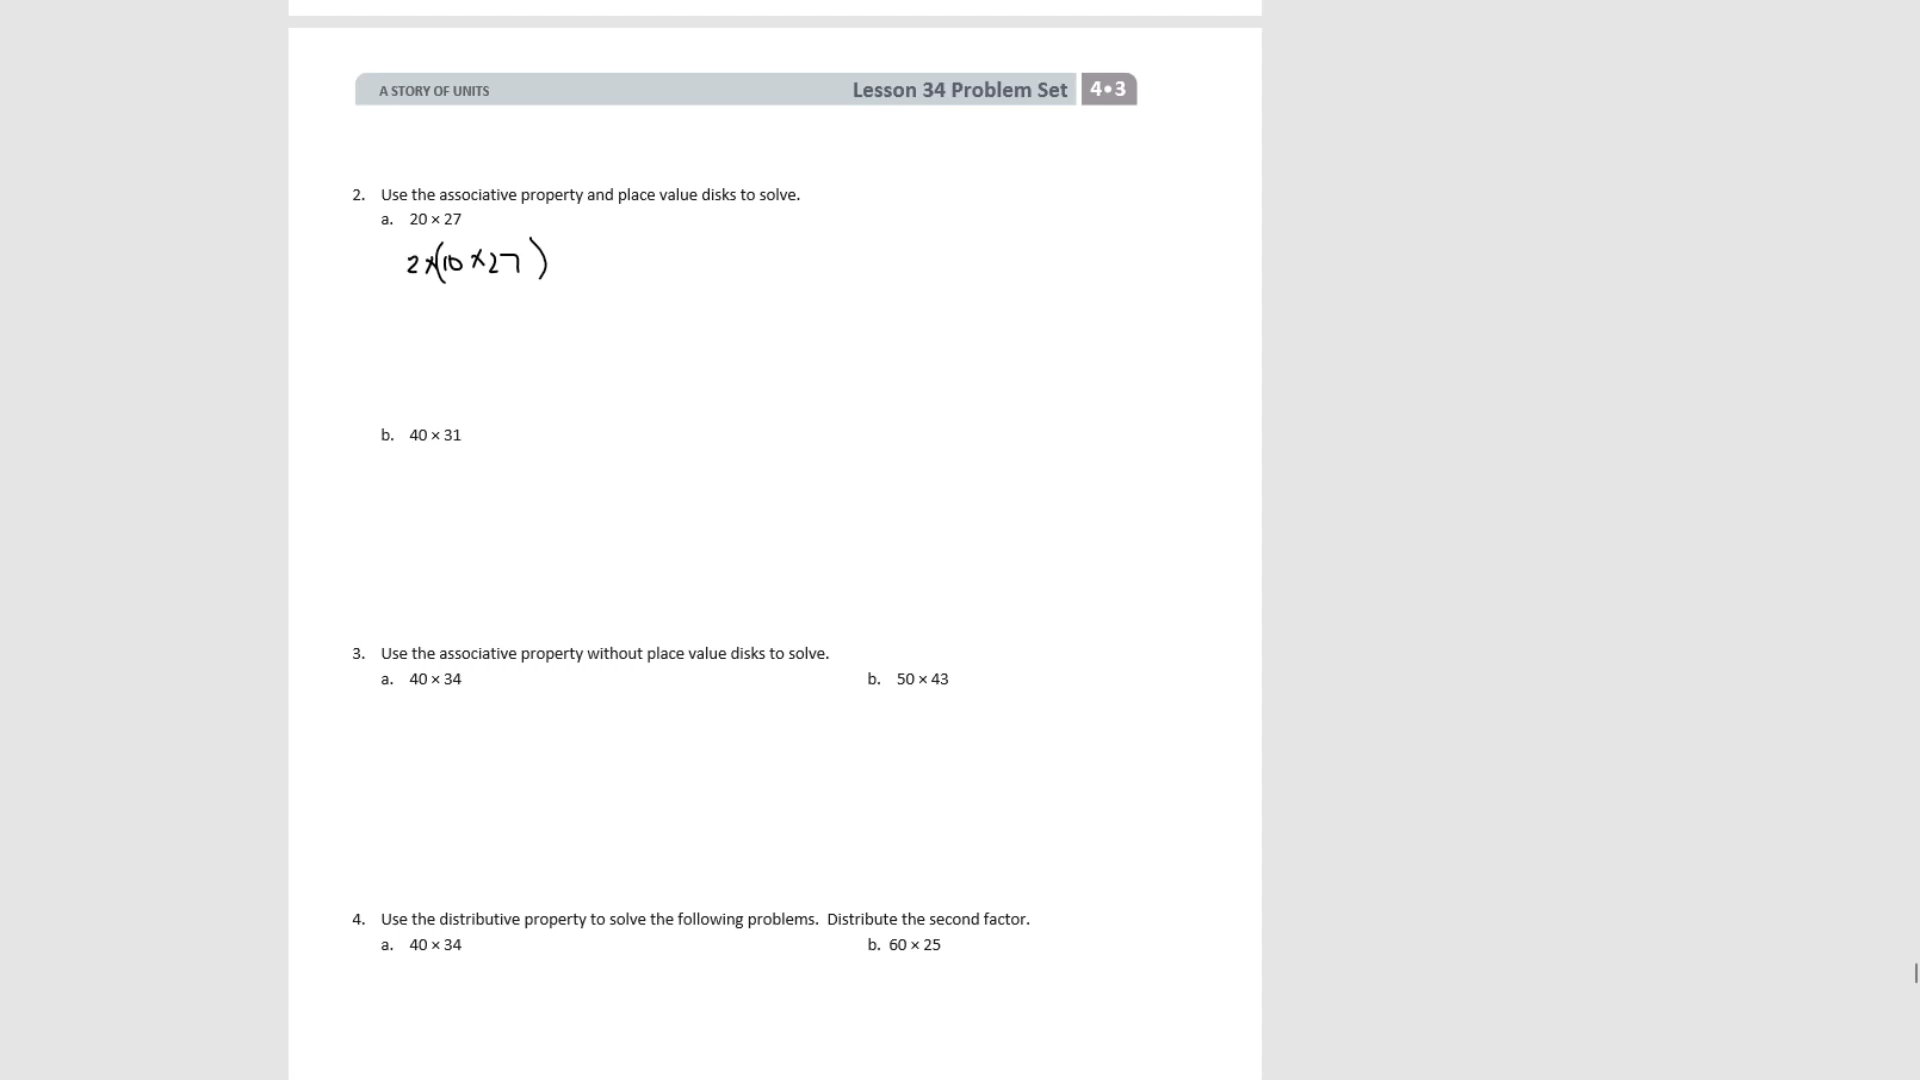 A STORY OF UNITS Lesson 34 Problem Set 4•3
2. Use the associative property and place value disks to solve.
a. 20 × 27
2×(10×27)
b. 40 × 31
3. Use the associative property without place value disks to solve.
a. 40 × 34 b. 50 × 43
4. Use the distributive property to solve the following problems. Distribute the second factor.
a. 40 × 34 b. 60 × 25